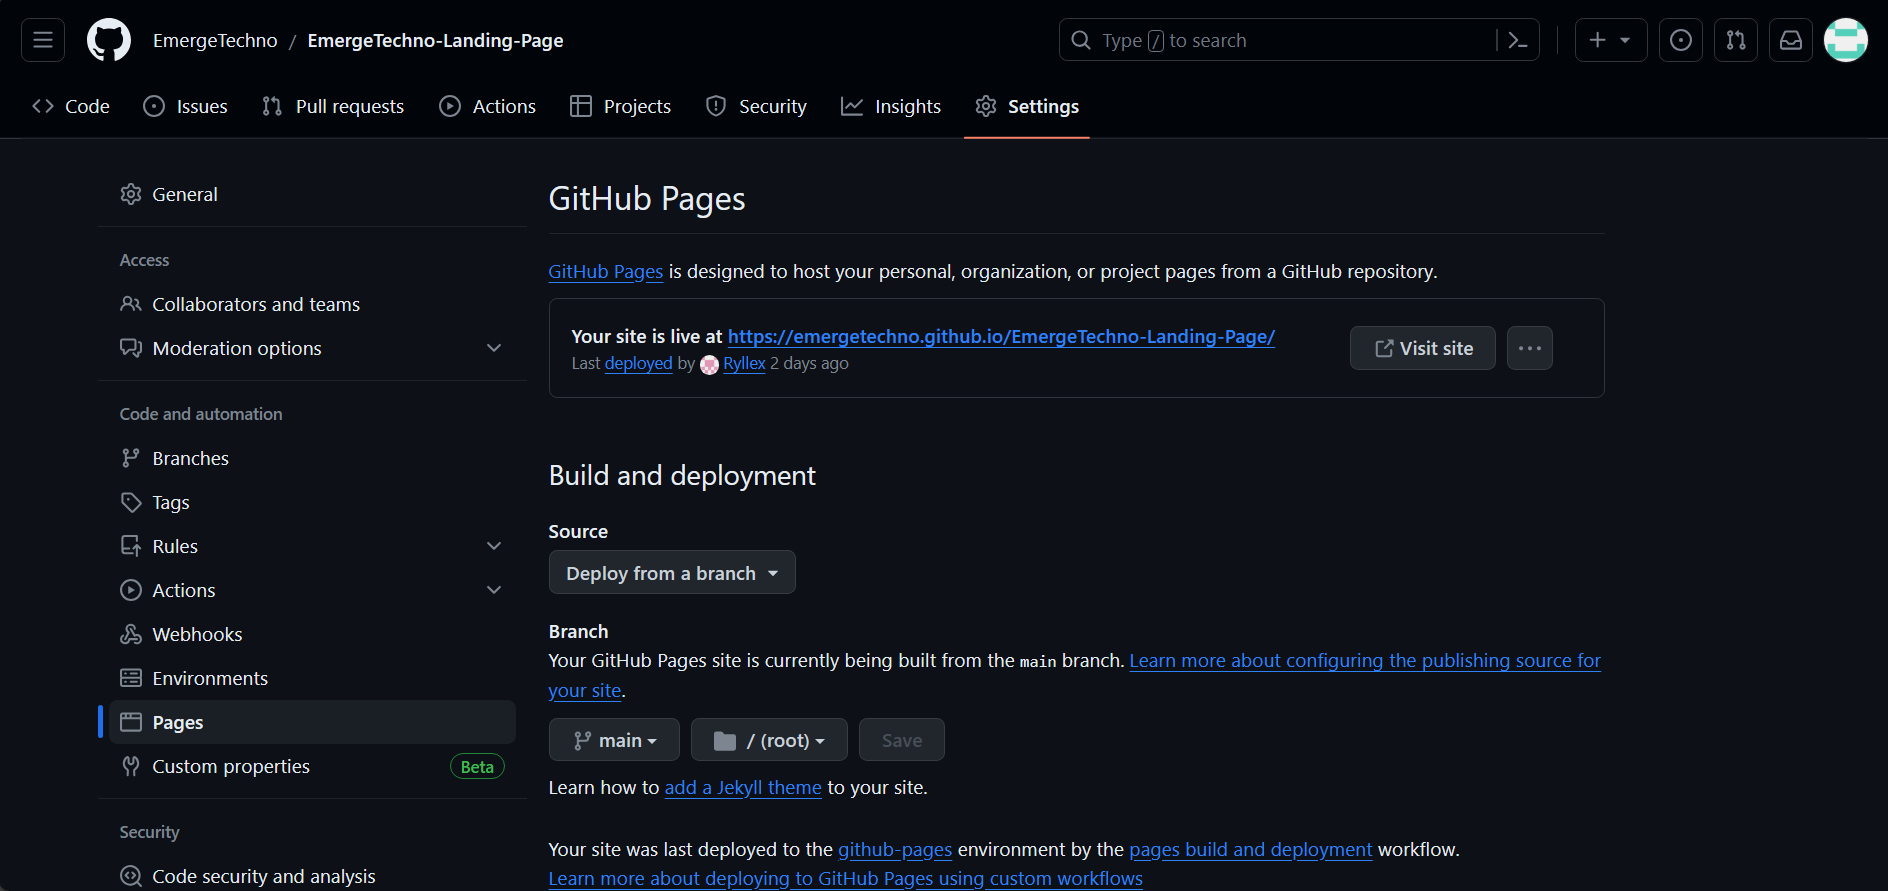 EmergeTechno / EmergeTechno-Landing-Page
Type / to search
Code
Issues
Pull requests
Actions
Projects
Security
Insights
Settings
General
Access
Collaborators and teams
Moderation options
Code and automation
Branches
Tags
Rules
Actions
Webhooks
Environments
Pages
Custom properties
Beta
Security
Code security and analysis
GitHub Pages
GitHub Pages is designed to host your personal, organization, or project pages from a GitHub repository.
Your site is live at https://emergetechno.github.io/EmergeTechno-Landing-Page/
Last deployed by Ryllex 2 days ago
Visit site
Build and deployment
Source
Deploy from a branch
Branch
Your GitHub Pages site is currently being built from the main branch. Learn more about configuring the publishing source for
your site.
main
/ (root)
Save
Learn how to add a Jekyll theme to your site.
Your site was last deployed to the github-pages environment by the pages build and deployment workflow.
Learn more about deploying to GitHub Pages using custom workflows